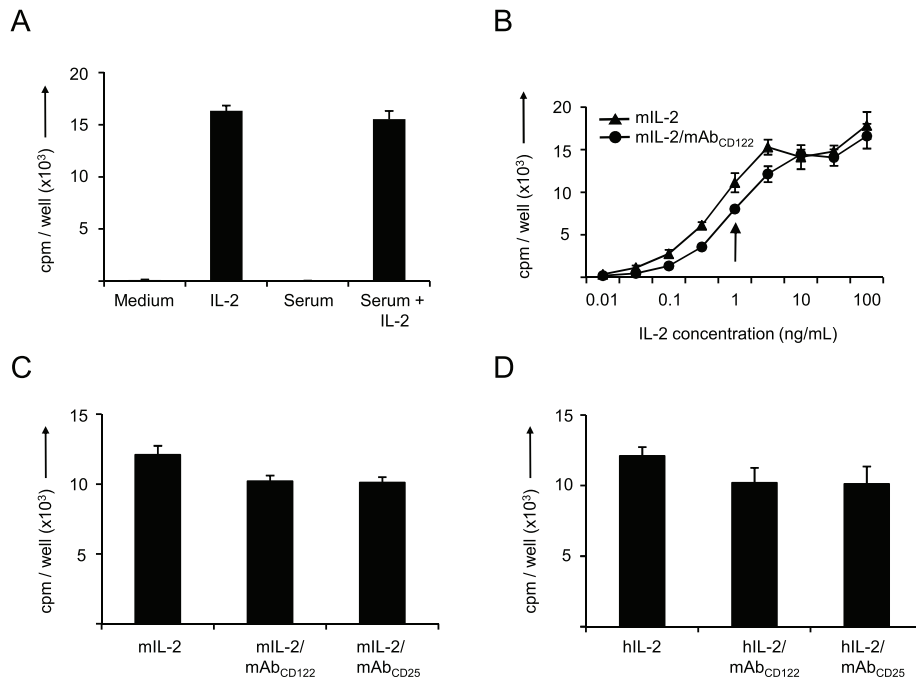 A
cpm / well (x10³)
20
15
10
5
Medium
IL-2
Serum
Serum +
IL-2
B
cpm / well (x10³)
20
15
10
5
mIL-2
mIL-2/mAbCD122
0.01
0.1
1
10
100
IL-2 concentration (ng/mL)
C
cpm / well (x10³)
15
10
5
mIL-2
mIL-2/
mAbCD122
mIL-2/
mAbCD25
D
cpm / well (x10³)
15
10
5
hIL-2
hIL-2/
mAbCD122
hIL-2/
mAbCD25